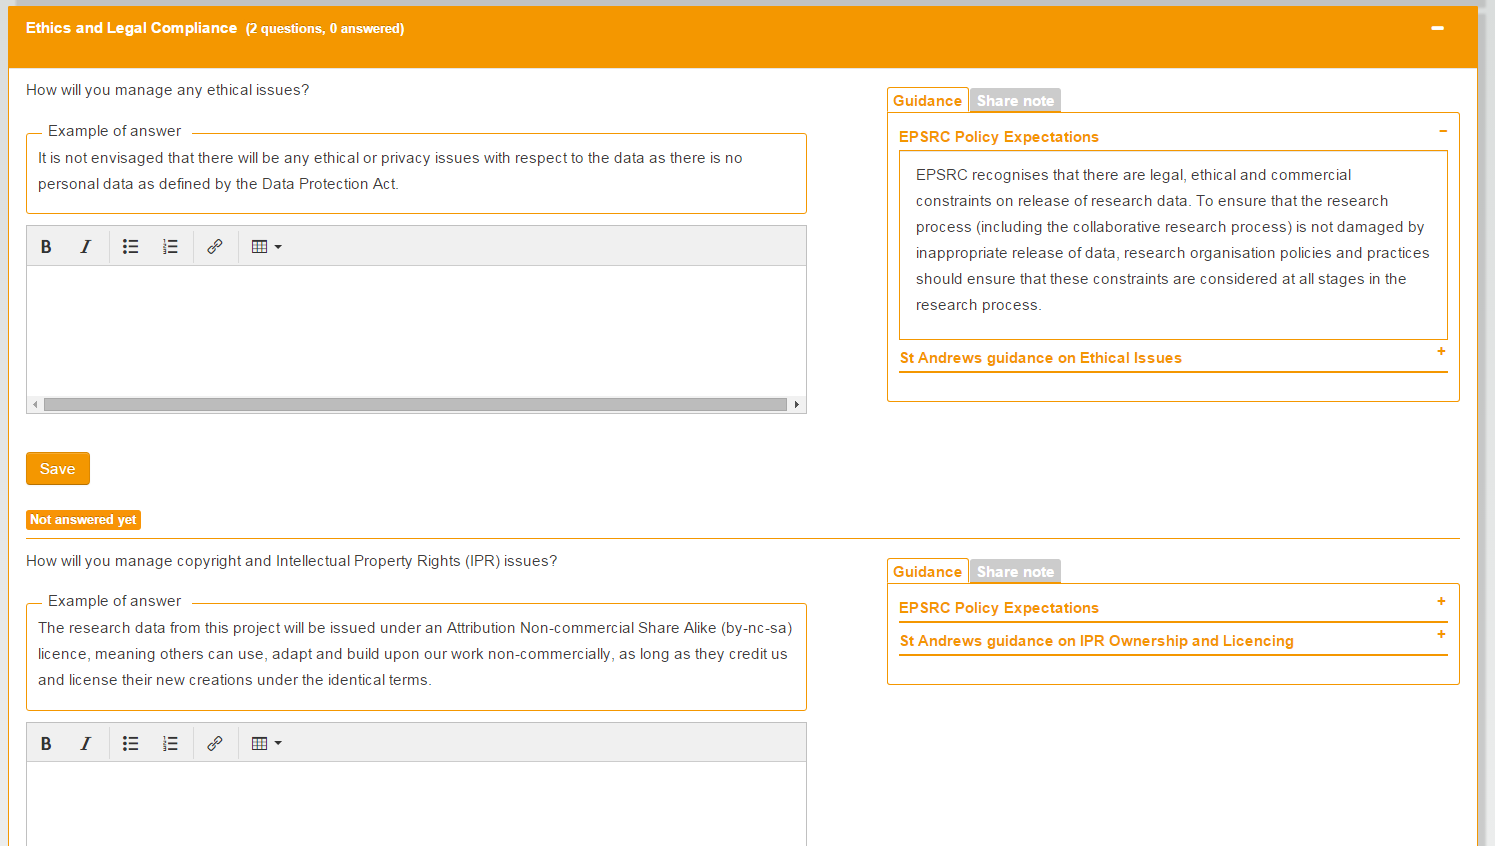 Ethics and Legal Compliance (2 questions, 0 answered)
How will you manage any ethical issues?
Example of answer
It is not envisaged that there will be any ethical or privacy issues with respect to the data as there is no
personal data as defined by the Data Protection Act.
B I
Save
Not answered yet
Guidance Share note
EPSRC Policy Expectations
EPSRC recognises that there are legal, ethical and commercial
constraints on release of research data. To ensure that the research
process (including the collaborative research process) is not damaged by
inappropriate release of data, research organisation policies and practices
should ensure that these constraints are considered at all stages in the
research process.
St Andrews guidance on Ethical Issues
How will you manage copyright and Intellectual Property Rights (IPR) issues?
Example of answer
The research data from this project will be issued under an Attribution Non-commercial Share Alike (by-nc-sa)
licence, meaning others can use, adapt and build upon our work non-commercially, as long as they credit us
and license their new creations under the identical terms.
B I
Guidance Share note
EPSRC Policy Expectations
St Andrews guidance on IPR Ownership and Licencing